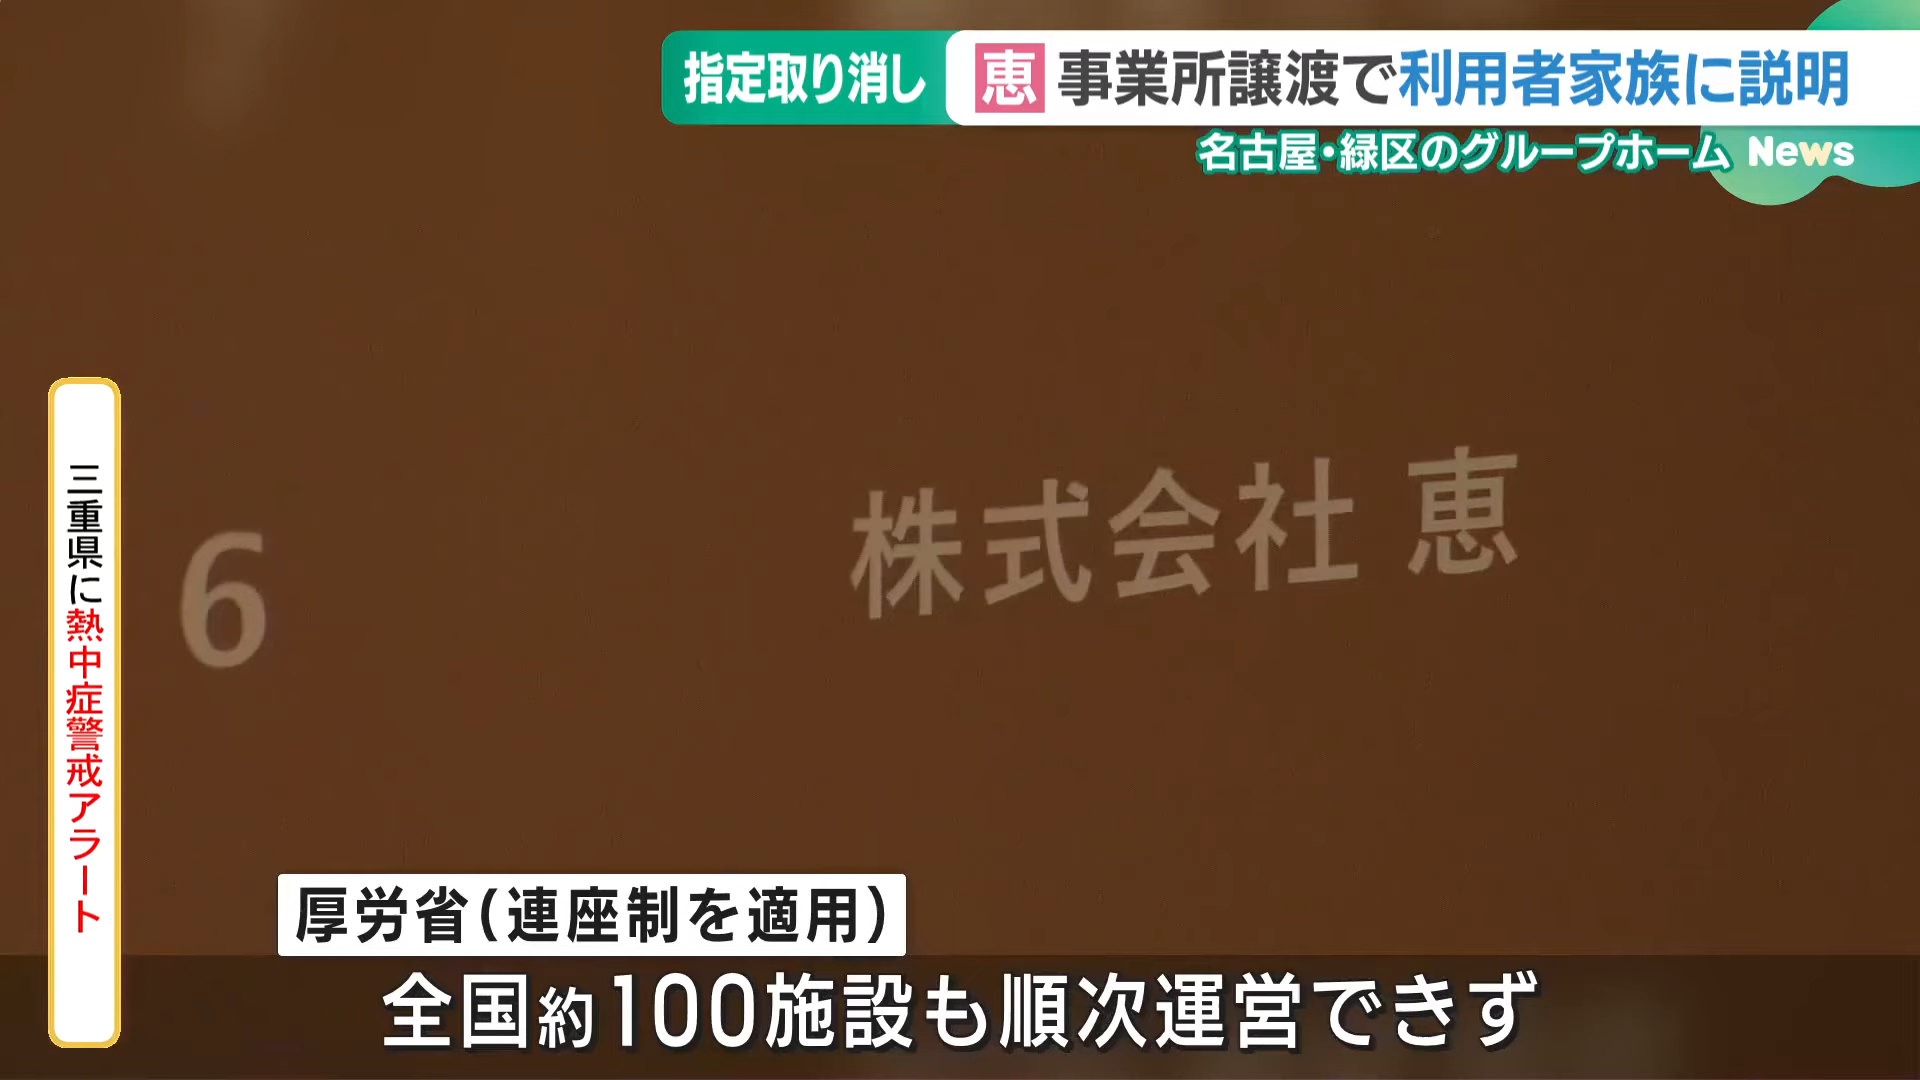 指定取り消し
恵 事業所譲渡で利用者家族に説明
名古屋・緑区のグループホーム News
三重県に熱中症警戒アラート
6 株式会社 恵
厚労省(連座制を適用)
全国約100施設も順次運営できず